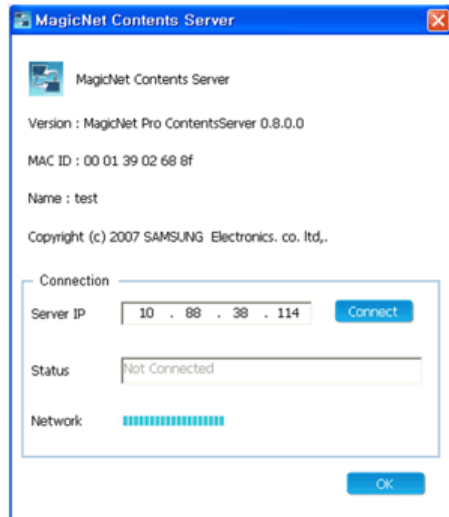 MagicNet Contents Server
MagicNet Contents Server
Version : MagicNet Pro ContentsServer 0.8.0.0
MAC ID : 00 01 39 02 68 8f
Name : test
Copyright (c) 2007 SAMSUNG Electronics. co. ltd,.
Connection
Server IP 10 . 88 . 38 . 114 Connect
Status Not Connected
Network
OK